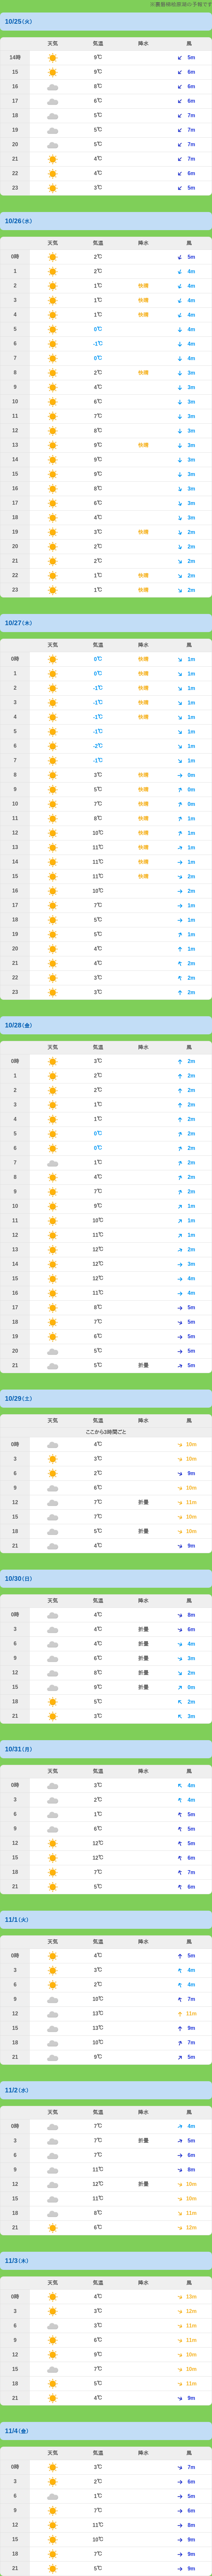 10/25(火)
天気 気温 降水 風
14時 9℃ 5m
15 9℃ 6m
16 8℃ 6m
17 6℃ 6m
18 5℃ 7m
19 5℃ 7m
20 5℃ 7m
21 4℃ 7m
22 4℃ 6m
23 3℃ 5m
10/26(水)
天気 気温 降水 風
0時 2℃ 5m
1 2℃ 4m
2 1℃ 快晴 4m
3 1℃ 快晴 4m
4 1℃ 快晴 4m
5 0℃ 4m
6 -1℃ 4m
7 0℃ 4m
8 2℃ 快晴 3m
9 4℃ 3m
10 6℃ 3m
11 7℃ 3m
12 8℃ 3m
13 9℃ 快晴 3m
14 9℃ 3m
15 9℃ 3m
16 8℃ 3m
17 6℃ 3m
18 4℃ 3m
19 3℃ 快晴 2m
20 2℃ 2m
21 2℃ 2m
22 1℃ 快晴 2m
23 1℃ 快晴 2m
10/27(木)
天気 気温 降水 風
0時 0℃ 快晴 1m
1 0℃ 快晴 1m
2 -1℃ 快晴 1m
3 -1℃ 快晴 1m
4 -1℃ 快晴 1m
5 -1℃ 1m
6 -2℃ 1m
7 -1℃ 1m
8 3℃ 快晴 0m
9 5℃ 快晴 0m
10 7℃ 快晴 0m
11 8℃ 快晴 1m
12 10℃ 快晴 1m
13 11℃ 快晴 1m
14 11℃ 快晴 1m
15 11℃ 快晴 2m
16 10℃ 2m
17 7℃ 1m
18 5℃ 1m
19 5℃ 1m
20 4℃ 1m
21 4℃ 2m
22 3℃ 2m
23 3℃ 2m
10/28(金)
天気 気温 降水 風
0時 3℃ 2m
1 2℃ 2m
2 2℃ 2m
3 1℃ 2m
4 1℃ 2m
5 0℃ 2m
6 0℃ 2m
7 1℃ 2m
8 4℃ 2m
9 7℃ 2m
10 9℃ 1m
11 10℃ 1m
12 11℃ 1m
13 12℃ 2m
14 12℃ 3m
15 12℃ 4m
16 11℃ 4m
17 8℃ 5m
18 7℃ 5m
19 6℃ 5m
20 5℃ 5m
21 5℃ 折畳 5m
10/29(土)
天気 気温 降水 風
ここから3時間ごと
0時 4℃ 10m
3 3℃ 10m
6 2℃ 9m
9 6℃ 10m
12 7℃ 折畳 11m
15 7℃ 10m
18 5℃ 折畳 10m
21 4℃ 9m
10/30(日)
天気 気温 降水 風
0時 4℃ 8m
3 4℃ 折畳 6m
6 4℃ 折畳 4m
9 6℃ 折畳 3m
12 8℃ 折畳 2m
15 9℃ 折畳 0m
18 5℃ 2m
21 3℃ 3m
10/31(月)
天気 気温 降水 風
0時 3℃ 4m
3 2℃ 4m
6 1℃ 5m
9 6℃ 5m
12 12℃ 5m
15 12℃ 6m
18 7℃ 7m
21 5℃ 6m
11/1(火)
天気 気温 降水 風
0時 4℃ 5m
3 3℃ 4m
6 2℃ 4m
9 10℃ 7m
12 13℃ 11m
15 13℃ 9m
18 10℃ 7m
21 9℃ 5m
11/2(水)
天気 気温 降水 風
0時 7℃ 4m
3 7℃ 折畳 5m
6 7℃ 6m
9 11℃ 8m
12 12℃ 折畳 10m
15 11℃ 10m
18 8℃ 11m
21 6℃ 12m
11/3(木)
天気 気温 降水 風
0時 4℃ 13m
3 3℃ 12m
6 3℃ 11m
9 6℃ 11m
12 9℃ 10m
15 7℃ 10m
18 5℃ 11m
21 4℃ 9m
11/4(金)
天気 気温 降水 風
0時 3℃ 7m
3 2℃ 6m
6 1℃ 5m
9 7℃ 6m
12 11℃ 8m
15 10℃ 9m
18 7℃ 9m
21 5℃ 9m